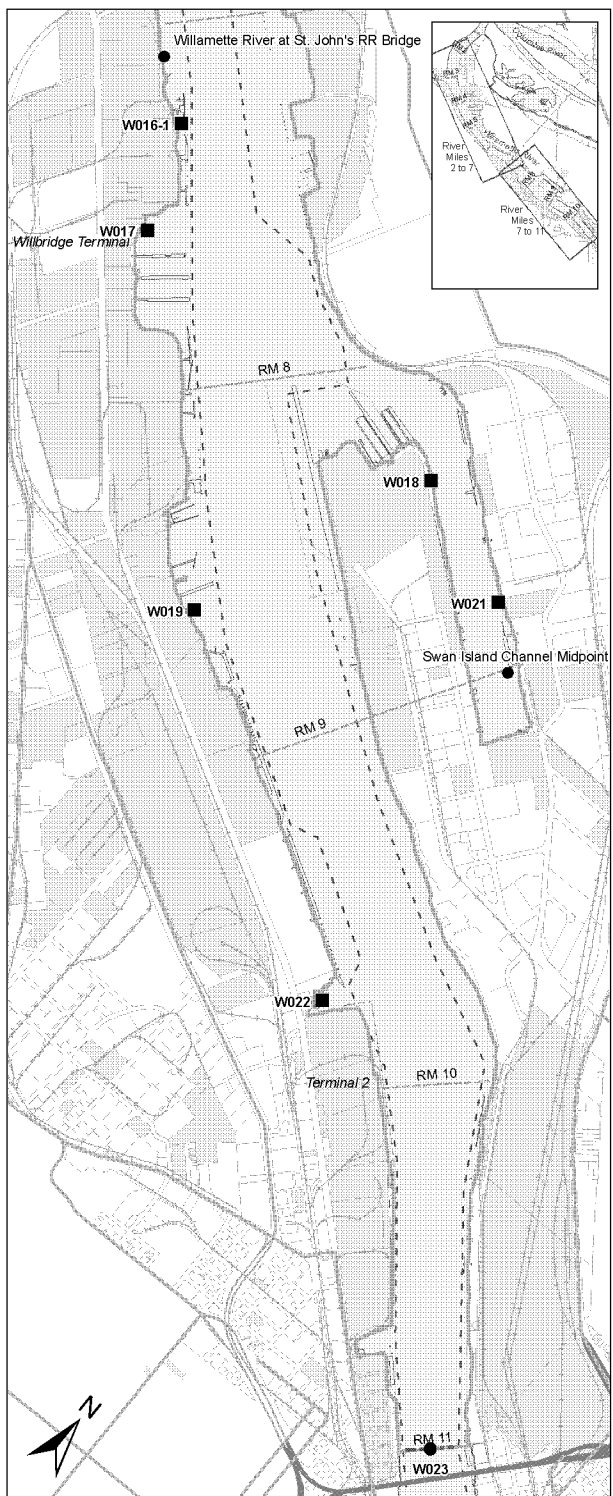 Willamette River at St. John's RR Bridge
W016-1
W017
Willbridge Terminal
River
Miles
2 to 7
River
Miles
7 to 11
RM 8
W018
W019
W021
Swan Island Channel Midpoint
RM 9
W022
RM 10
Terminal 2
N
RM 11
W023